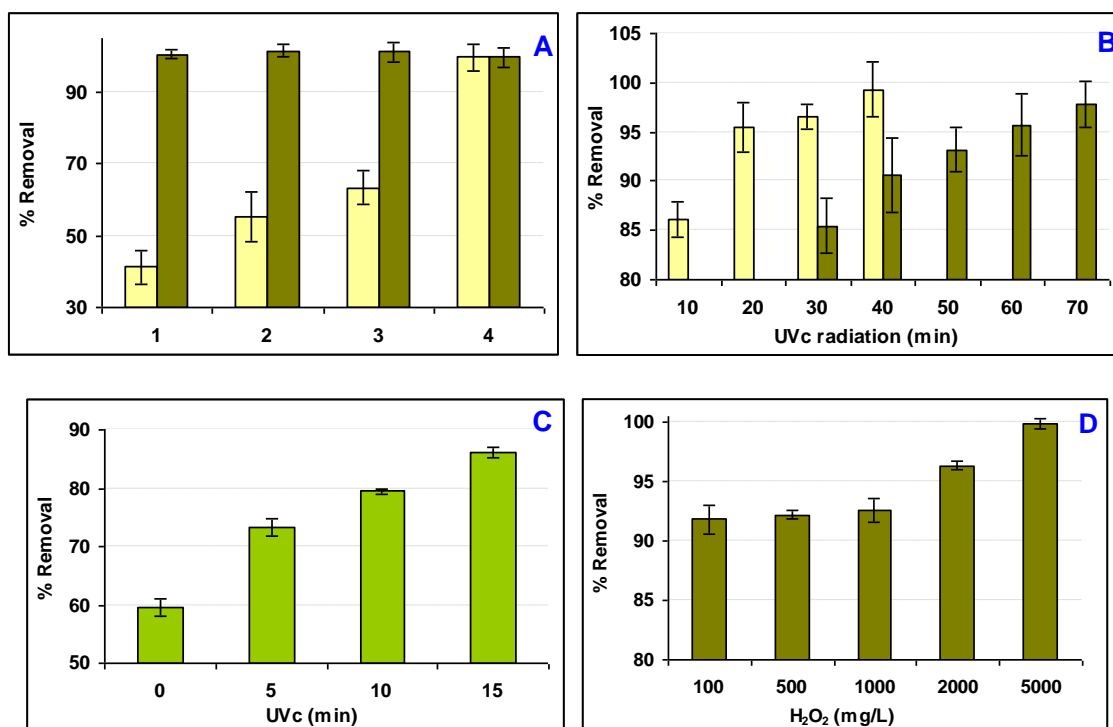 A
% Removal
90
70
50
30
1 2 3 4
B
% Removal
105
100
95
90
85
80
10 20 30 40 50 60 70
UVc radiation (min)
C
% Removal
90
80
70
60
50
0 5 10 15
UVc (min)
D
% Removal
100
95
90
85
80
100 500 1000 2000 5000
H₂O₂ (mg/L)